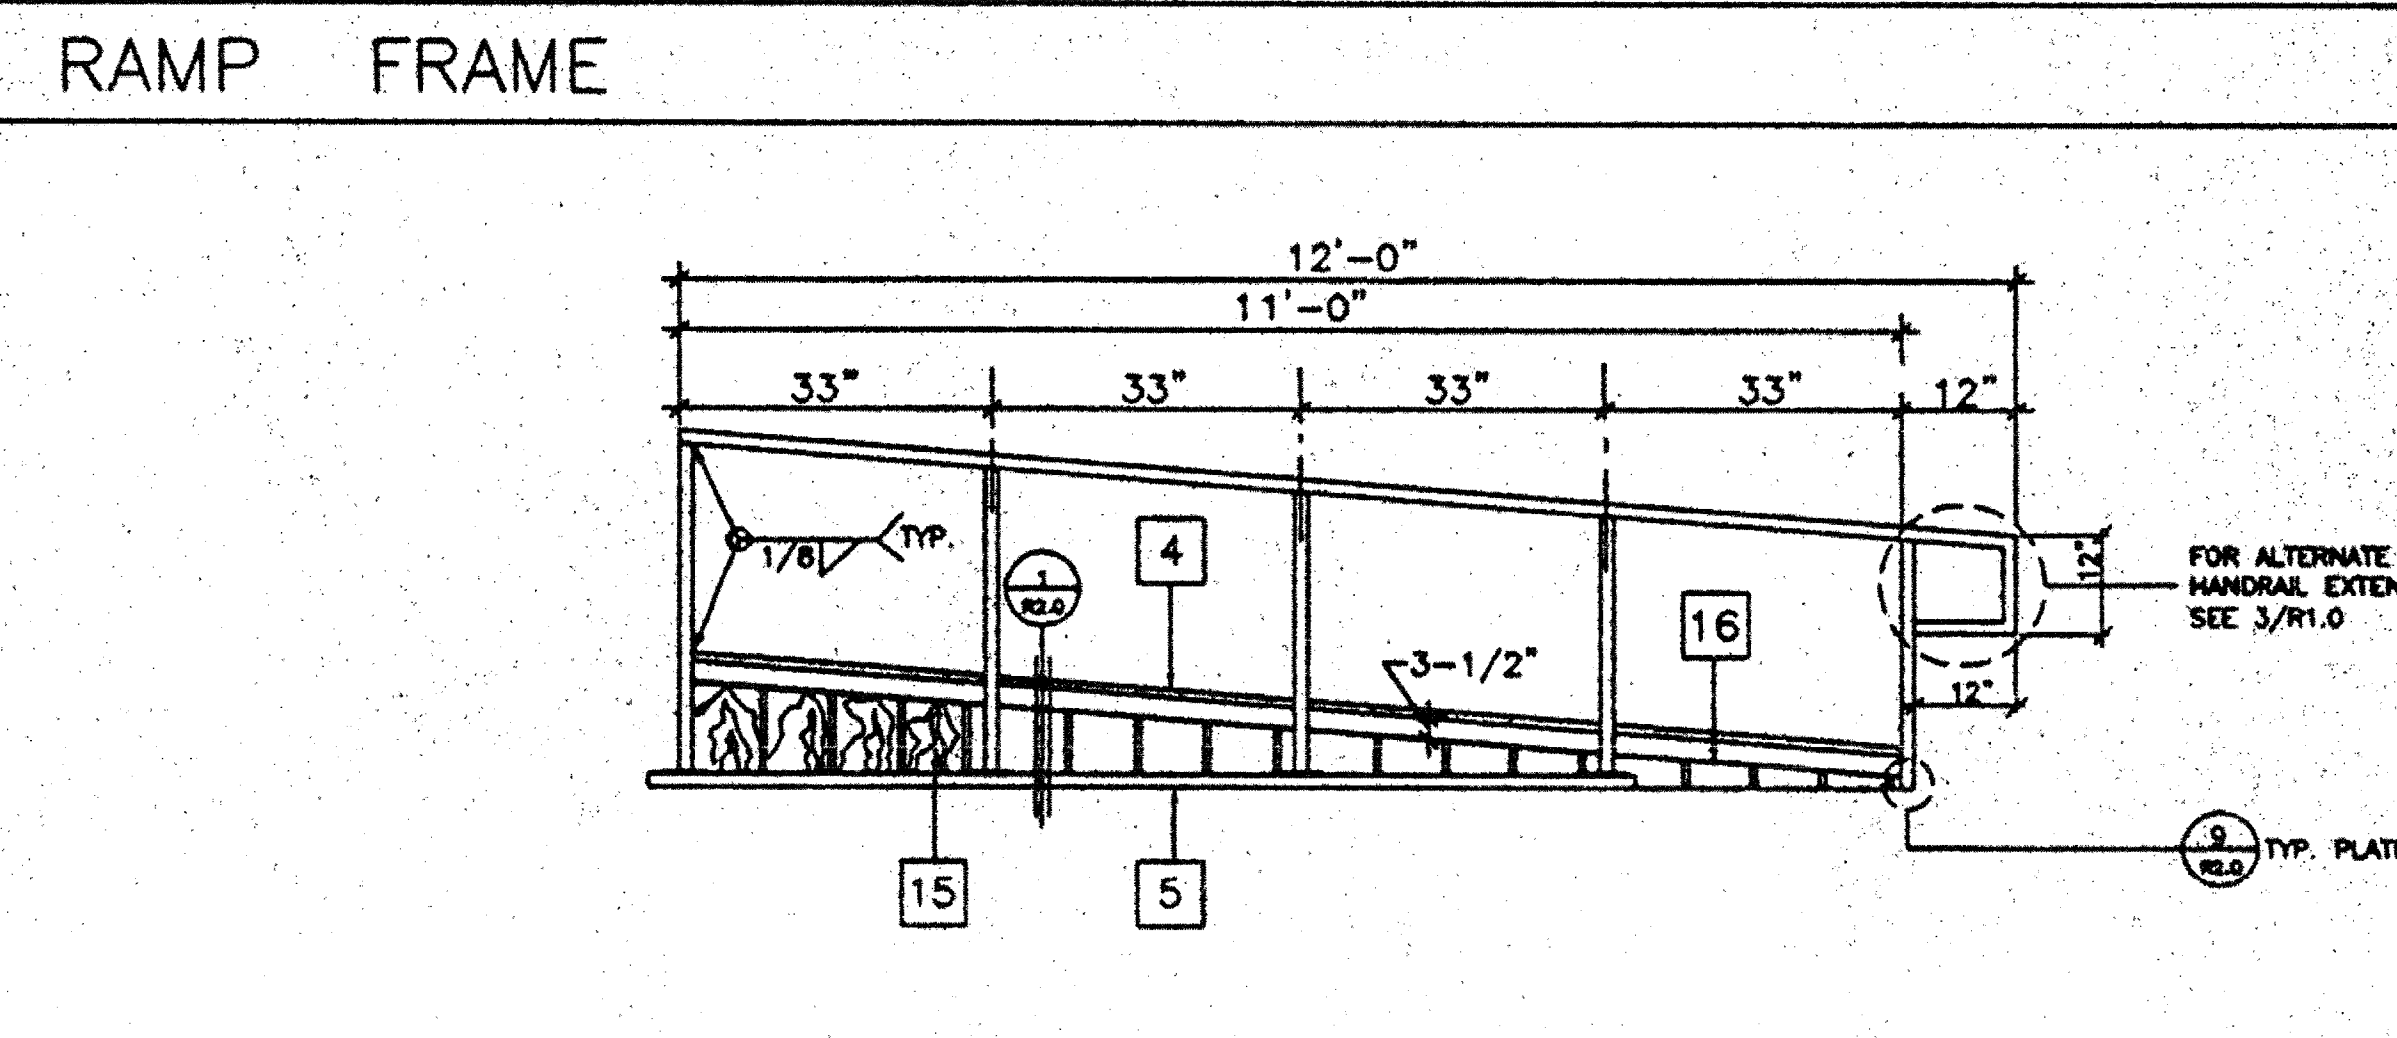 RAMP FRAME
12'-0"
11'-0"
33" 33" 33" 33" 12"
1/8 TYP.
1
R2.0
4
16
3-1/2"
12"
12"
FOR ALTERNATE
HANDRAIL EXTEN
SEE 3/R1.0
15
5
9
R2.0
TYP. PLAT